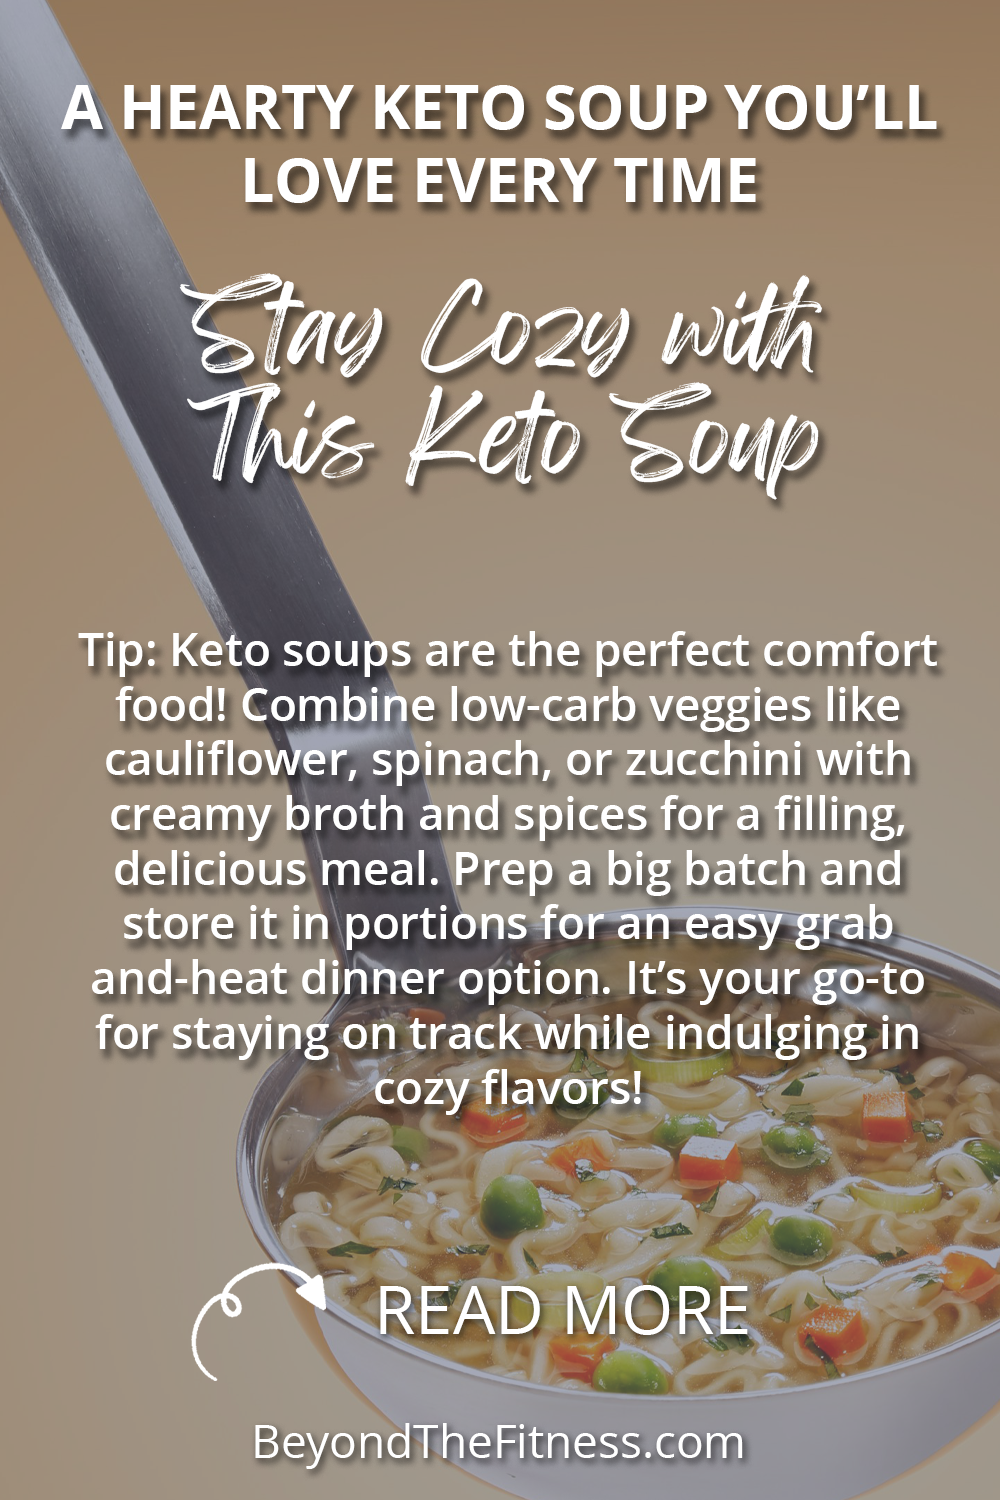 A HEARTY KETO SOUP YOU’LL
LOVE EVERY TIME
Stay Cozy with
This Keto Soup
Tip: Keto soups are the perfect comfort
food! Combine low-carb veggies like
cauliflower, spinach, or zucchini with
creamy broth and spices for a filling,
delicious meal. Prep a big batch and
store it in portions for an easy grab
and-heat dinner option. It’s your go-to
for staying on track while indulging in
cozy flavors!
READ MORE
BeyondTheFitness.com